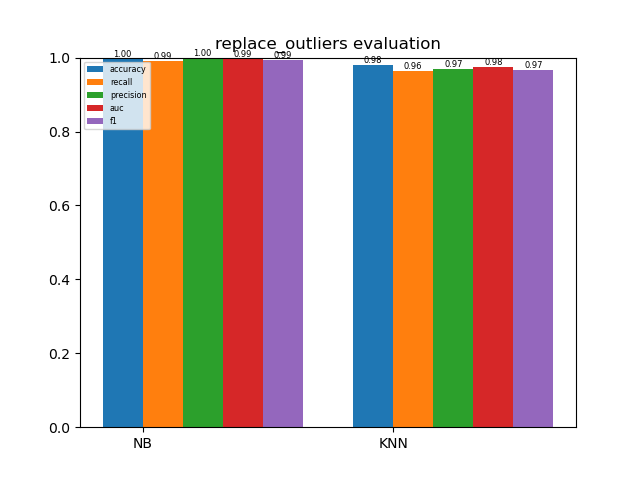 replace_outliers evaluation
1.00 0.99 1.00 0.99 0.99 0.98 0.96 0.97 0.98 0.97
accuracy
recall
precision
auc
f1
1.0
0.8
0.6
0.4
0.2
0.0
NB KNN